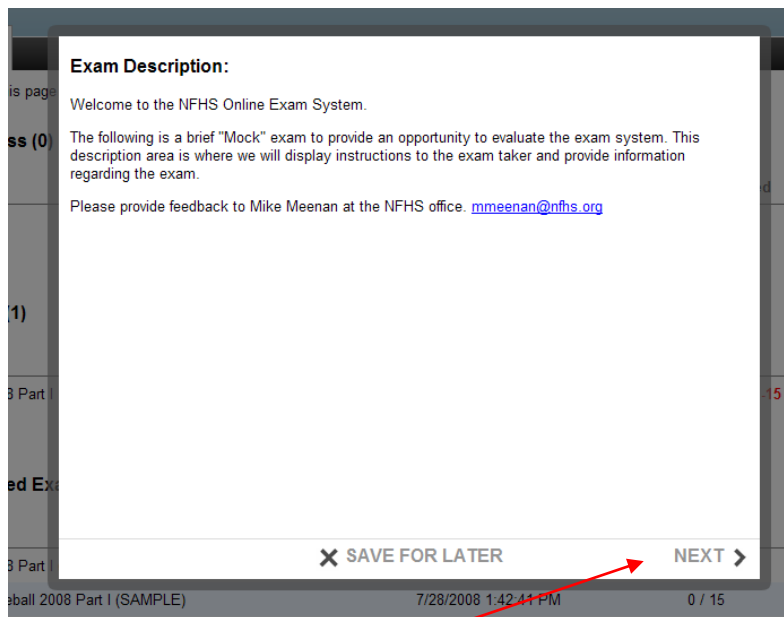 Exam Description:
Welcome to the NFHS Online Exam System.
The following is a brief "Mock" exam to provide an opportunity to evaluate the exam system. This
description area is where we will display instructions to the exam taker and provide information
regarding the exam.
Please provide feedback to Mike Meenan at the NFHS office. mmeenan@nfhs.org
is page
ss (0)
ed
(1)
3 Part I
-15
ed Exa
SAVE FOR LATER NEXT
3 Part I
eball 2008 Part I (SAMPLE) 7/28/2008 1:42:41 PM 0 / 15